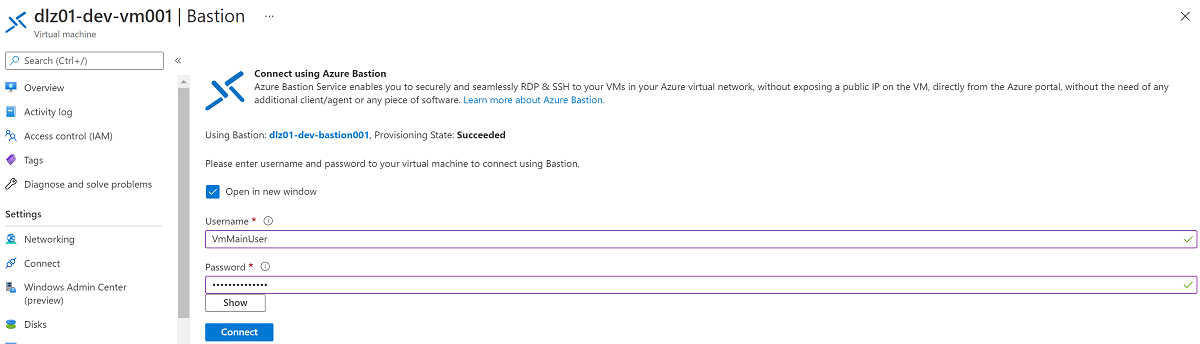 dlz01-dev-vm001 | Bastion ...
Virtual machine
Search (Ctrl+/)
Overview
Activity log
Access control (IAM)
Tags
Diagnose and solve problems
Settings
Networking
Connect
Windows Admin Center
(preview)
Disks
Connect using Azure Bastion
Azure Bastion Service enables you to securely and seamlessly RDP & SSH to your VMs in your Azure virtual network, without exposing a public IP on the VM, directly from the Azure portal, without the need of any
additional client/agent or any piece of software. Learn more about Azure Bastion.
Using Bastion: dlz01-dev-bastion001, Provisioning State: Succeeded
Please enter username and password to your virtual machine to connect using Bastion.
Open in new window
Username *
VmMainUser
Password *
••••••••••••••
Show
Connect